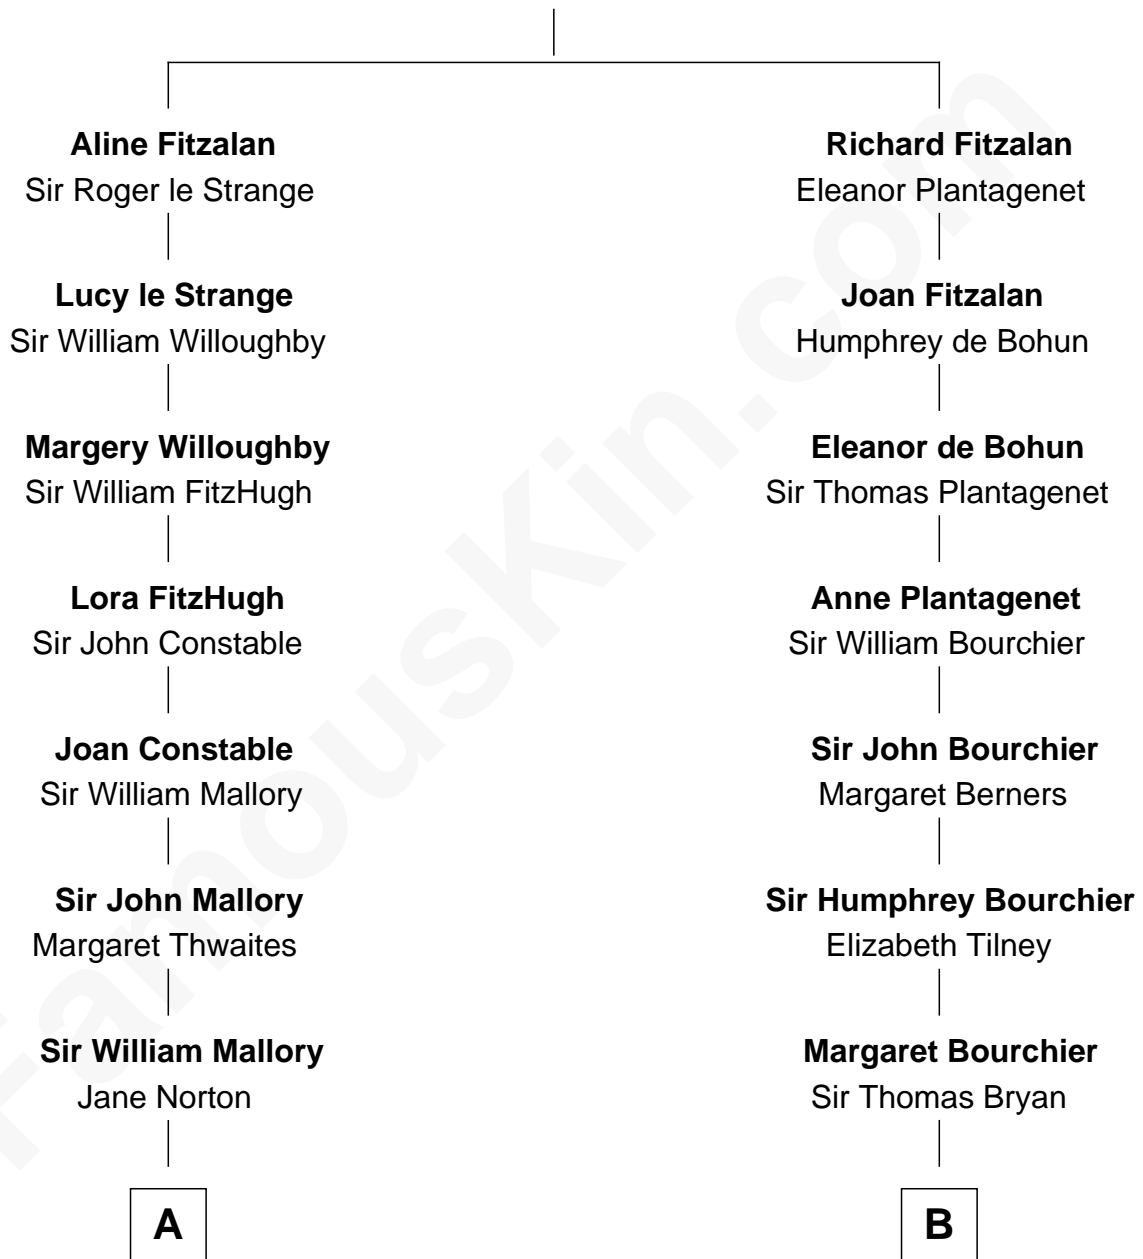 Aline Fitzalan
Sir Roger le Strange
Lucy le Strange
Sir William Willoughby
Margery Willoughby
Sir William FitzHugh
Lora FitzHugh
Sir John Constable
Joan Constable
Sir William Mallory
Sir John Mallory
Margaret Thwaites
Sir William Mallory
Jane Norton
A
Richard Fitzalan
Eleanor Plantagenet
Joan Fitzalan
Humphrey de Bohun
Eleanor de Bohun
Sir Thomas Plantagenet
Anne Plantagenet
Sir William Bourchier
Sir John Bourchier
Margaret Berners
Sir Humphrey Bourchier
Elizabeth Tilney
Margaret Bourchier
Sir Thomas Bryan
B
FamousKin.com